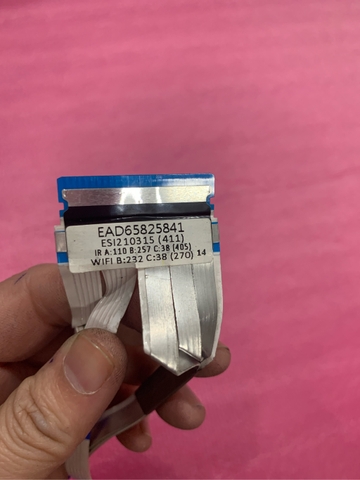 EAD65825841
ESI210315 (411)
IR A:110 B:257 C:38 (405)
WIFI B:232 C:38 (270) 14